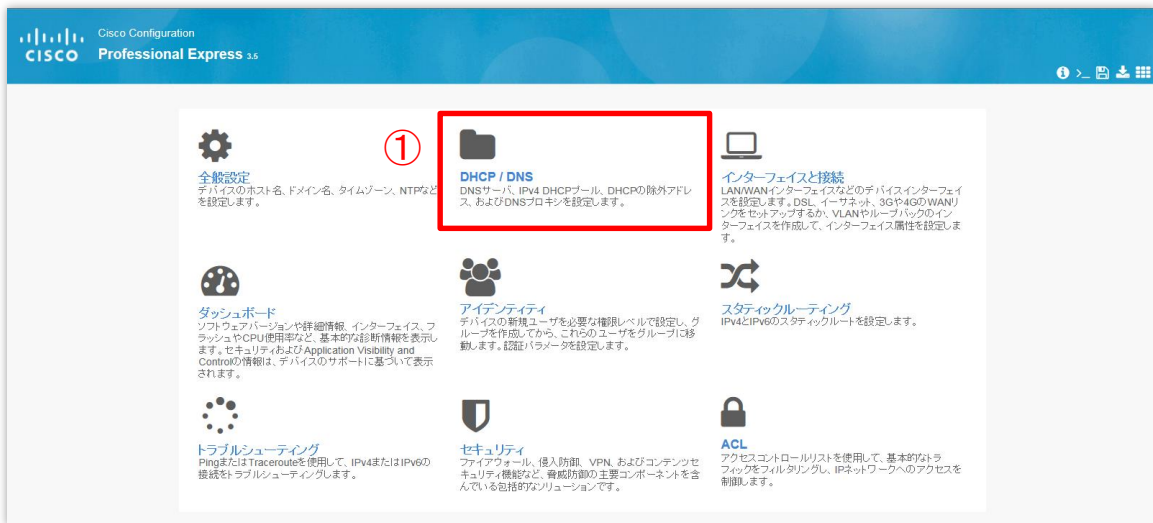 Cisco Configuration
CISCO Professional Express 3.5
①
全般設定
デバイスのホスト名、ドメイン名、タイムゾーン、NTPなど
を設定します。
DHCP / DNS
DNSサーバ、IPv4 DHCPプール、DHCPの除外アドレ
ス、およびDNSプロキシを設定します。
インターフェイスと接続
LAN/WANインターフェイスなどのデバイスインターフェイ
スを設定します。DSL、イーサネット、3Gや4GのWANリ
ンクをセットアップするか、VLANやループバックのイン
ターフェイスを作成して、インターフェイス属性を設定しま
す。
ダッシュボード
ソフトウェアバージョンや詳細情報、インターフェイス、フ
ラッシュやCPU使用率など、基本的な診断情報を表示し
ます。セキュリティおよびApplication Visibility and
Controlの情報は、デバイスのサポートに基づいて表示
されます。
アイデンティティ
デバイスの新規ユーザを必要な権限レベルで設定し、グ
ループを作成してから、これらのユーザをグループに移
動します。認証パラメータを設定します。
スタティックルーティング
IPv4とIPv6のスタティックルートを設定します。
トラブルシューティング
PingまたはTracerouteを使用して、IPv4またはIPv6の
接続をトラブルシューティングします。
セキュリティ
ファイアウォール、侵入防御、VPN、およびコンテンツセ
キュリティ機能など、脅威防御の主要コンポーネントを含
んでいる包括的なソリューションです。
ACL
アクセスコントロールリストを使用して、基本的なトラ
フィックをフィルタリングし、IPネットワークへのアクセスを
制御します。